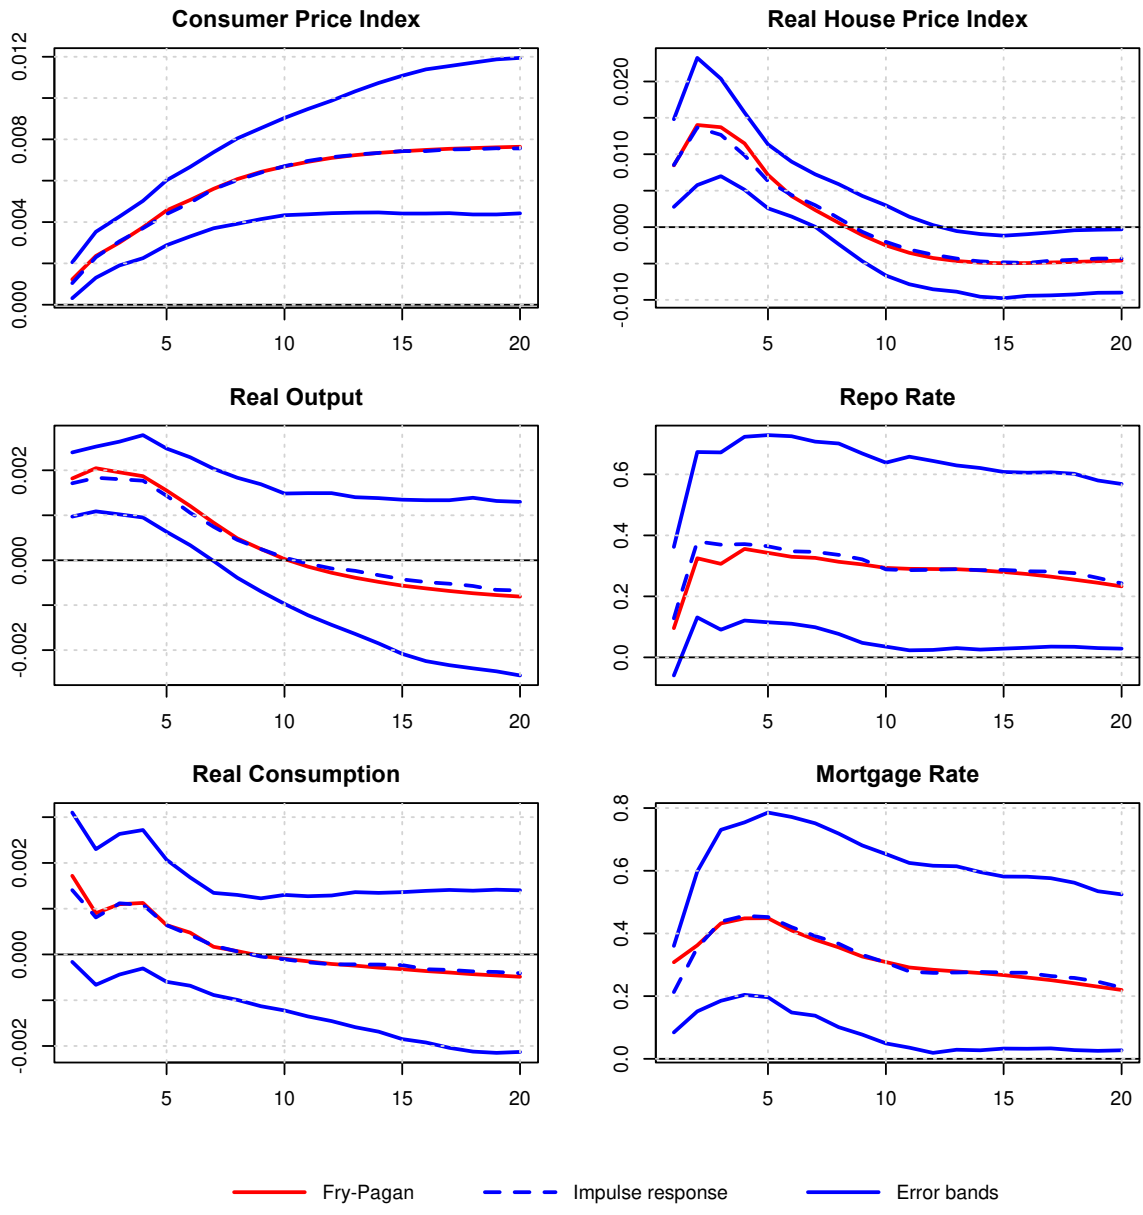 Consumer Price Index
0.000 0.004 0.008 0.012
5 10 15 20
Real House Price Index
-0.010 0.000 0.010 0.020
5 10 15 20
Real Output
-0.002 0.000 0.002
5 10 15 20
Repo Rate
0.0 0.2 0.4 0.6
5 10 15 20
Real Consumption
-0.002 0.000 0.002
5 10 15 20
Mortgage Rate
0.0 0.2 0.4 0.6 0.8
5 10 15 20
Fry-Pagan Impulse response Error bands